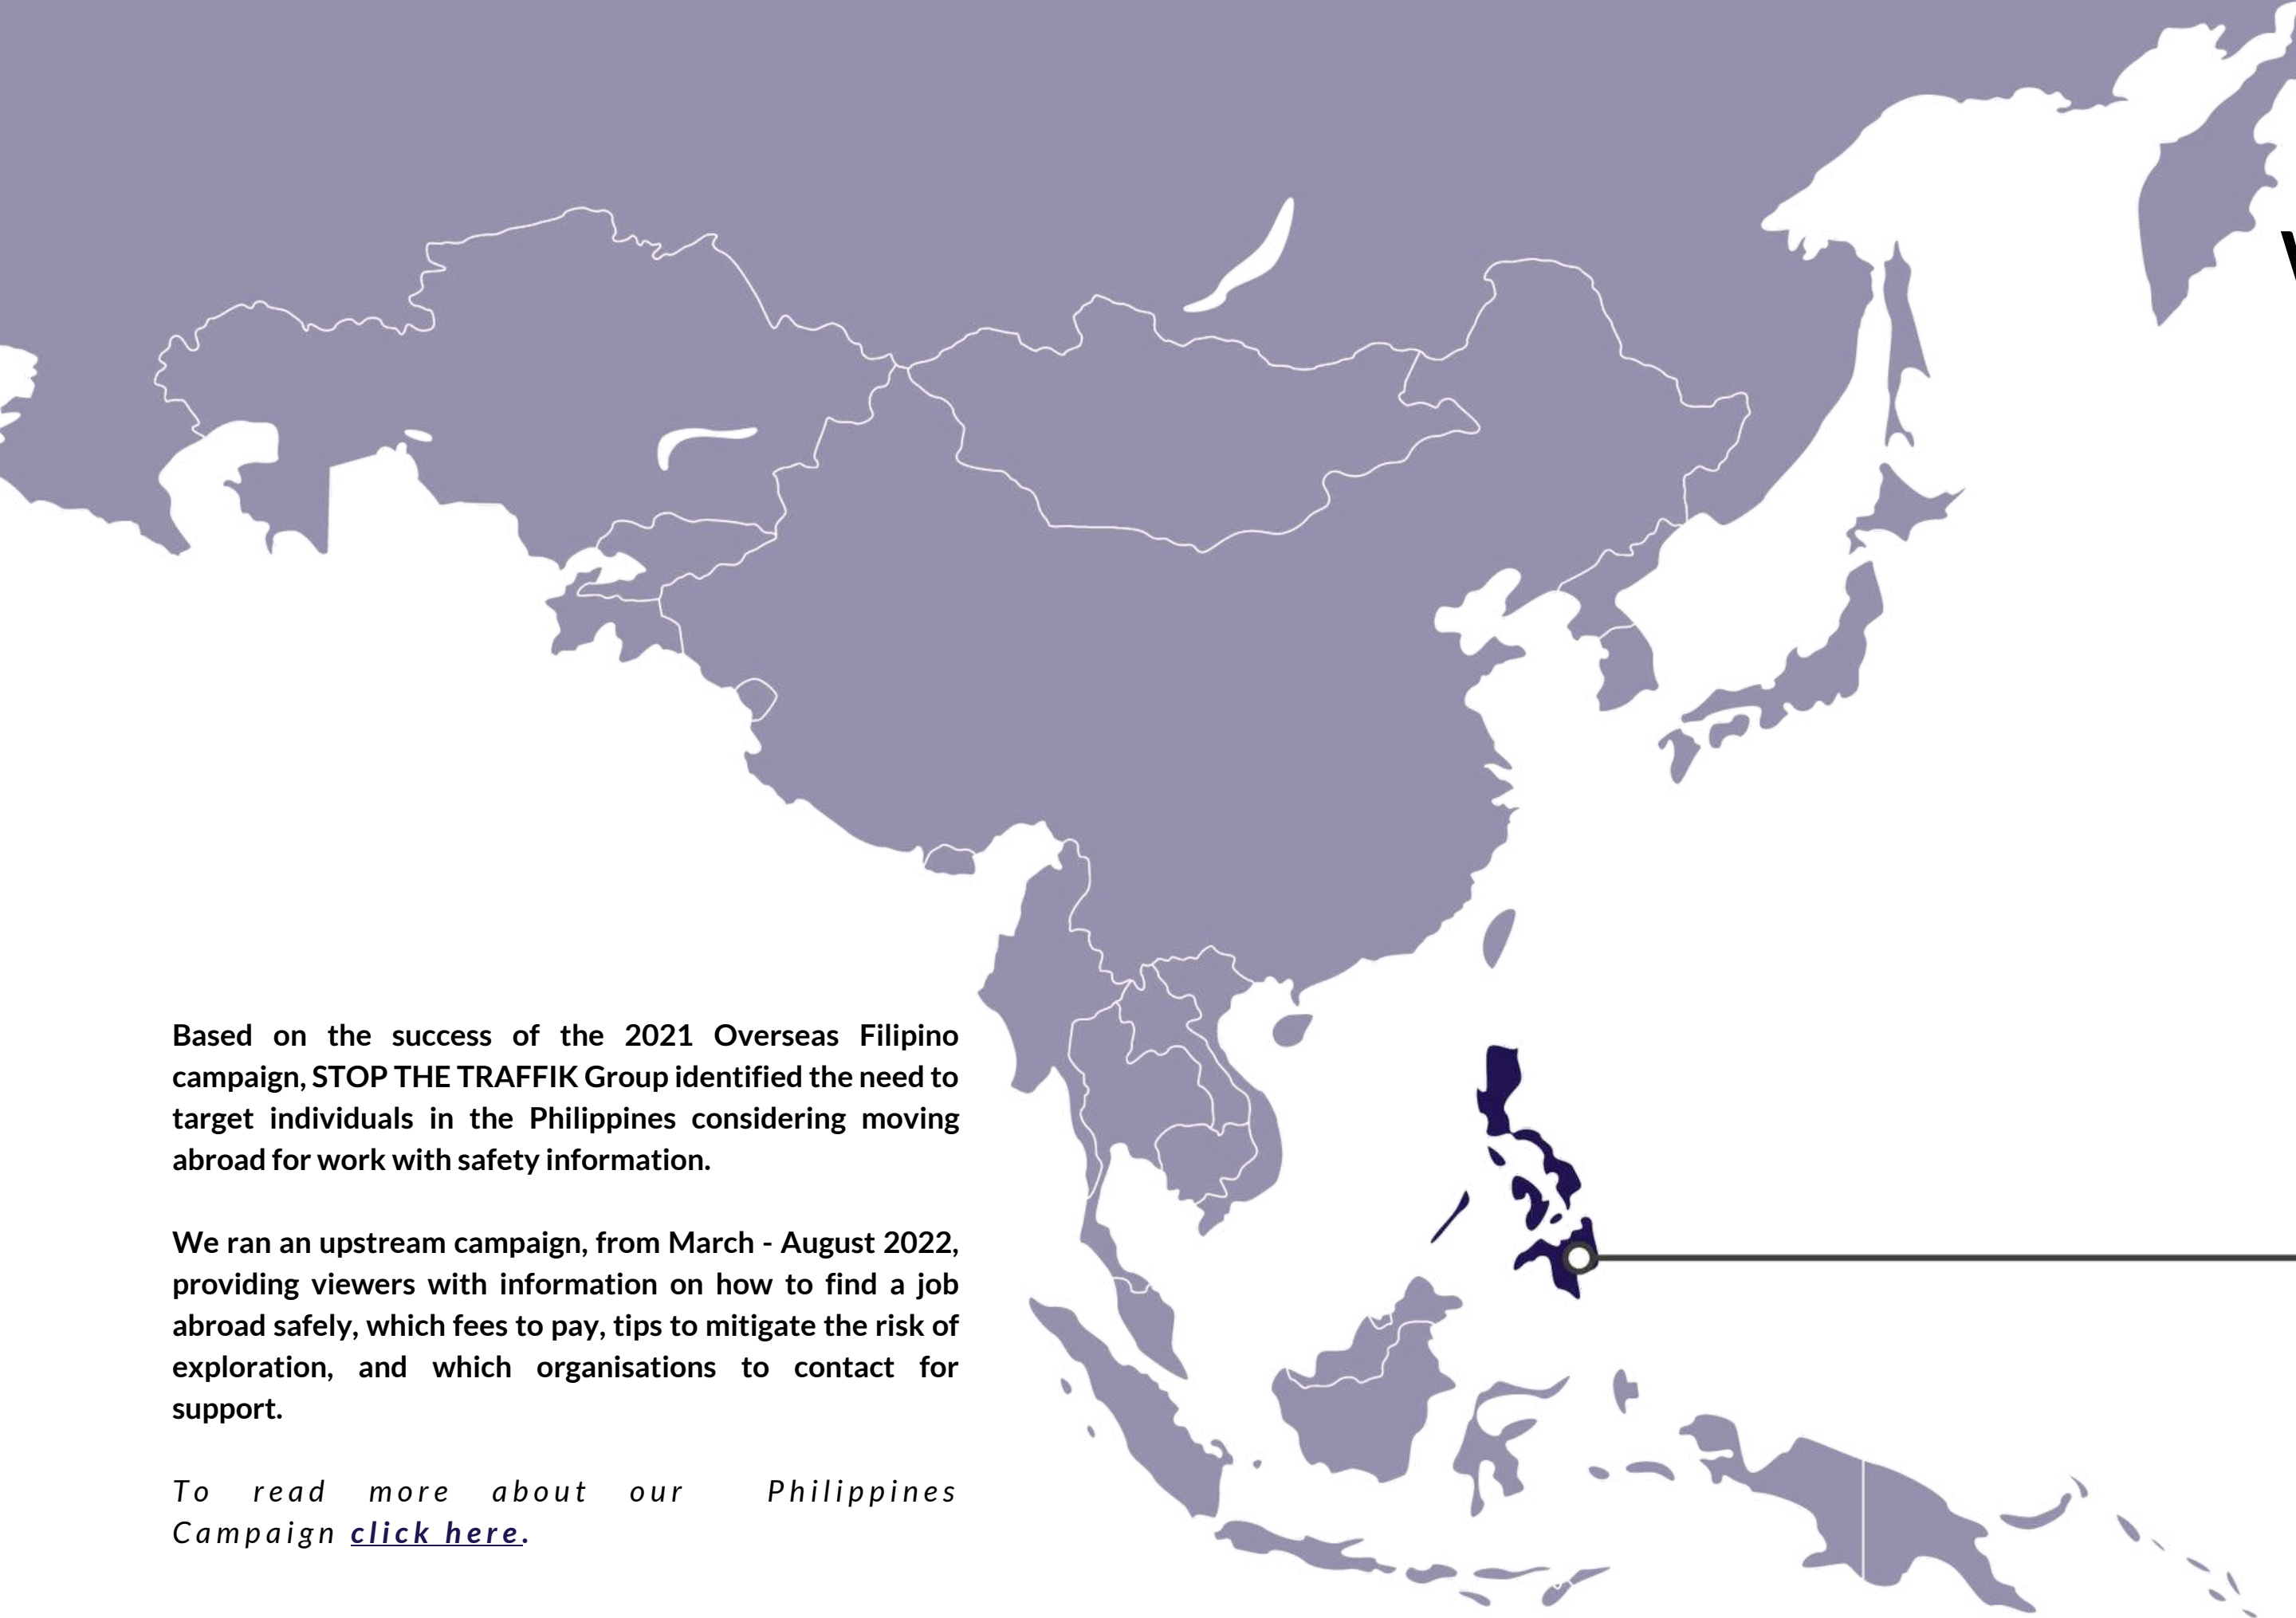 Based on the success of the 2021 Overseas Filipino
campaign, STOP THE TRAFFIK Group identified the need to
target individuals in the Philippines considering moving
abroad for work with safety information.
We ran an upstream campaign, from March - August 2022,
providing viewers with information on how to find a job
abroad safely, which fees to pay, tips to mitigate the risk of
exploration, and which organisations to contact for
support.
To read more about our Philippines
Campaign click here.